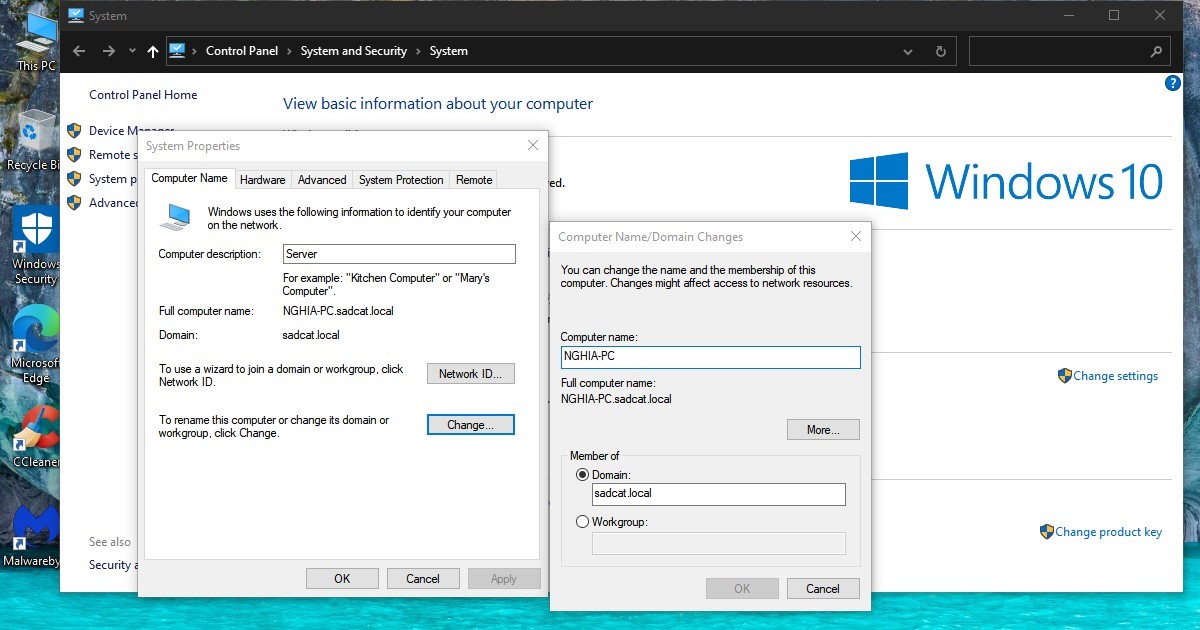 This PC
Recycle Bi
Windows
Security
Microsof
Edge
CCleaner
Malwareby
System
Control Panel > System and Security > System
Control Panel Home
Device Manager
Remote s
System p
Advanced
See also
Security a
View basic information about your computer
ved.
Windows 10
Change settings
Change product key
System Properties
Computer Name Hardware Advanced System Protection Remote
Windows uses the following information to identify your computer
on the network.
Computer description: Server
For example: "Kitchen Computer" or "Mary's
Computer".
Full computer name: NGHIA-PC.sadcat.local
Domain: sadcat.local
To use a wizard to join a domain or workgroup, click
Network ID.
Network ID...
To rename this computer or change its domain or
workgroup, click Change.
Change...
OK Cancel Apply
Computer Name/Domain Changes
You can change the name and the membership of this
computer. Changes might affect access to network resources.
Computer name:
NGHIA-PC
Full computer name:
NGHIA-PC.sadcat.local
More...
Member of
Domain:
sadcat.local
Workgroup:
OK Cancel